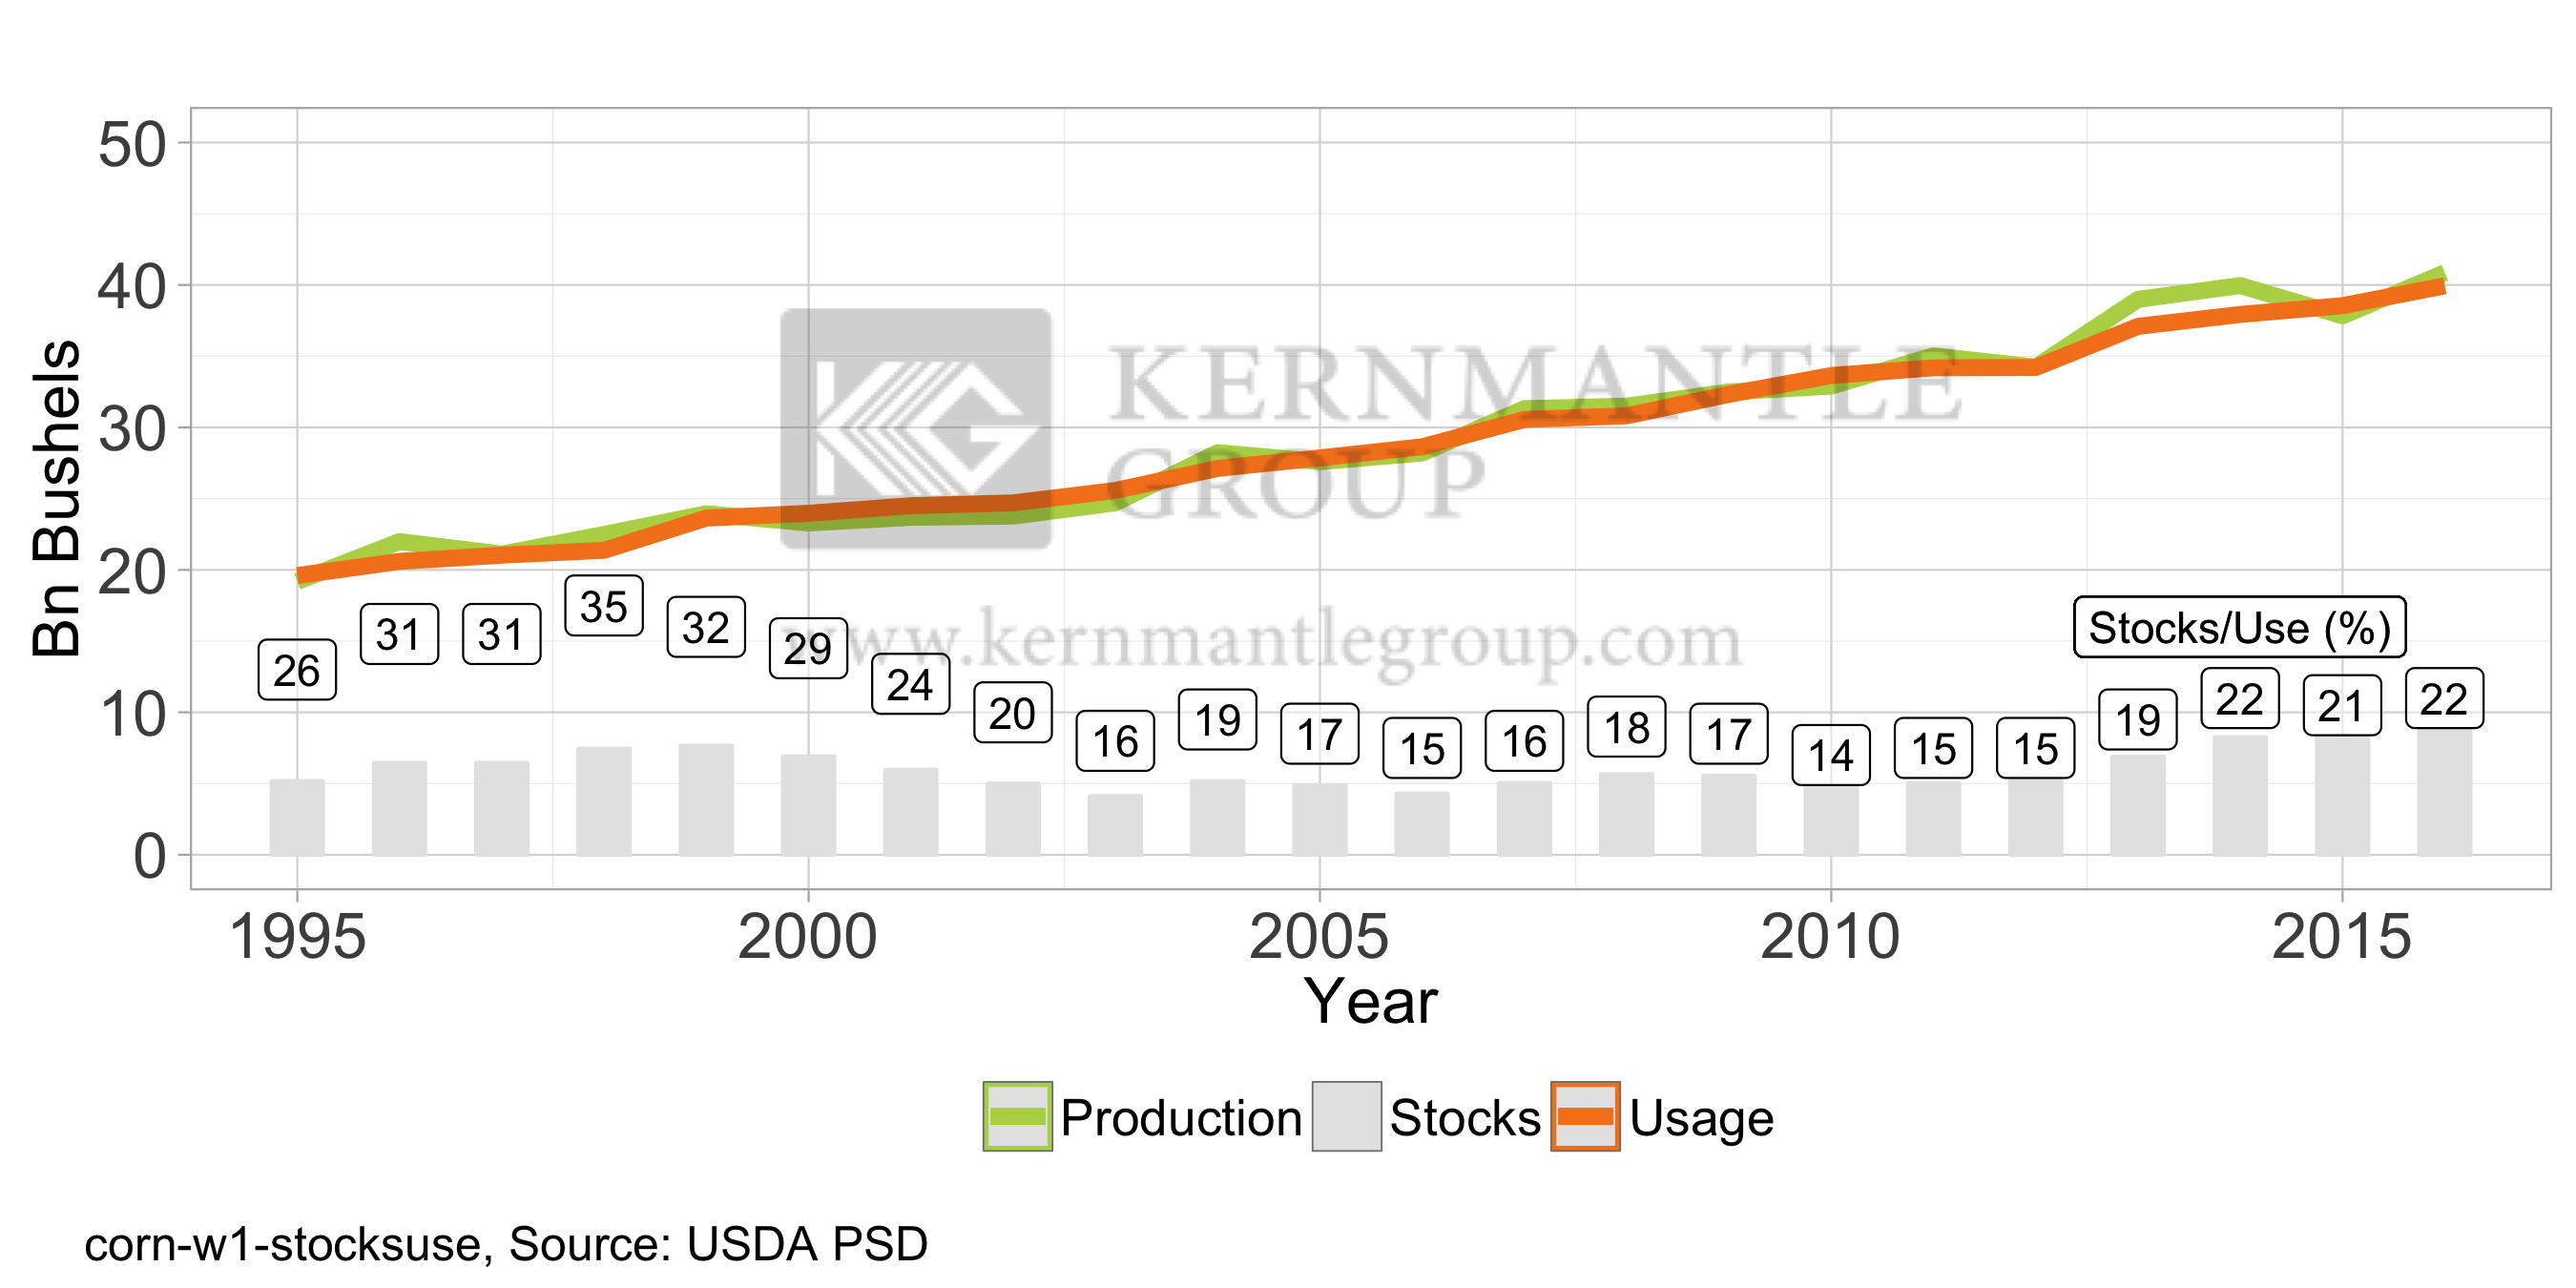 50
40
30
20
10
0
Bn Bushels
KERNMANTLE
GROUP
www.kernmantlegroup.com
Stocks/Use (%)
26 31 31 35 32 29 24 20 16 19 17 15 16 18 17 14 15 15 19 22 21 22
1995 2000 2005 2010 2015
Year
Production Stocks Usage
corn-w1-stocksuse, Source: USDA PSD